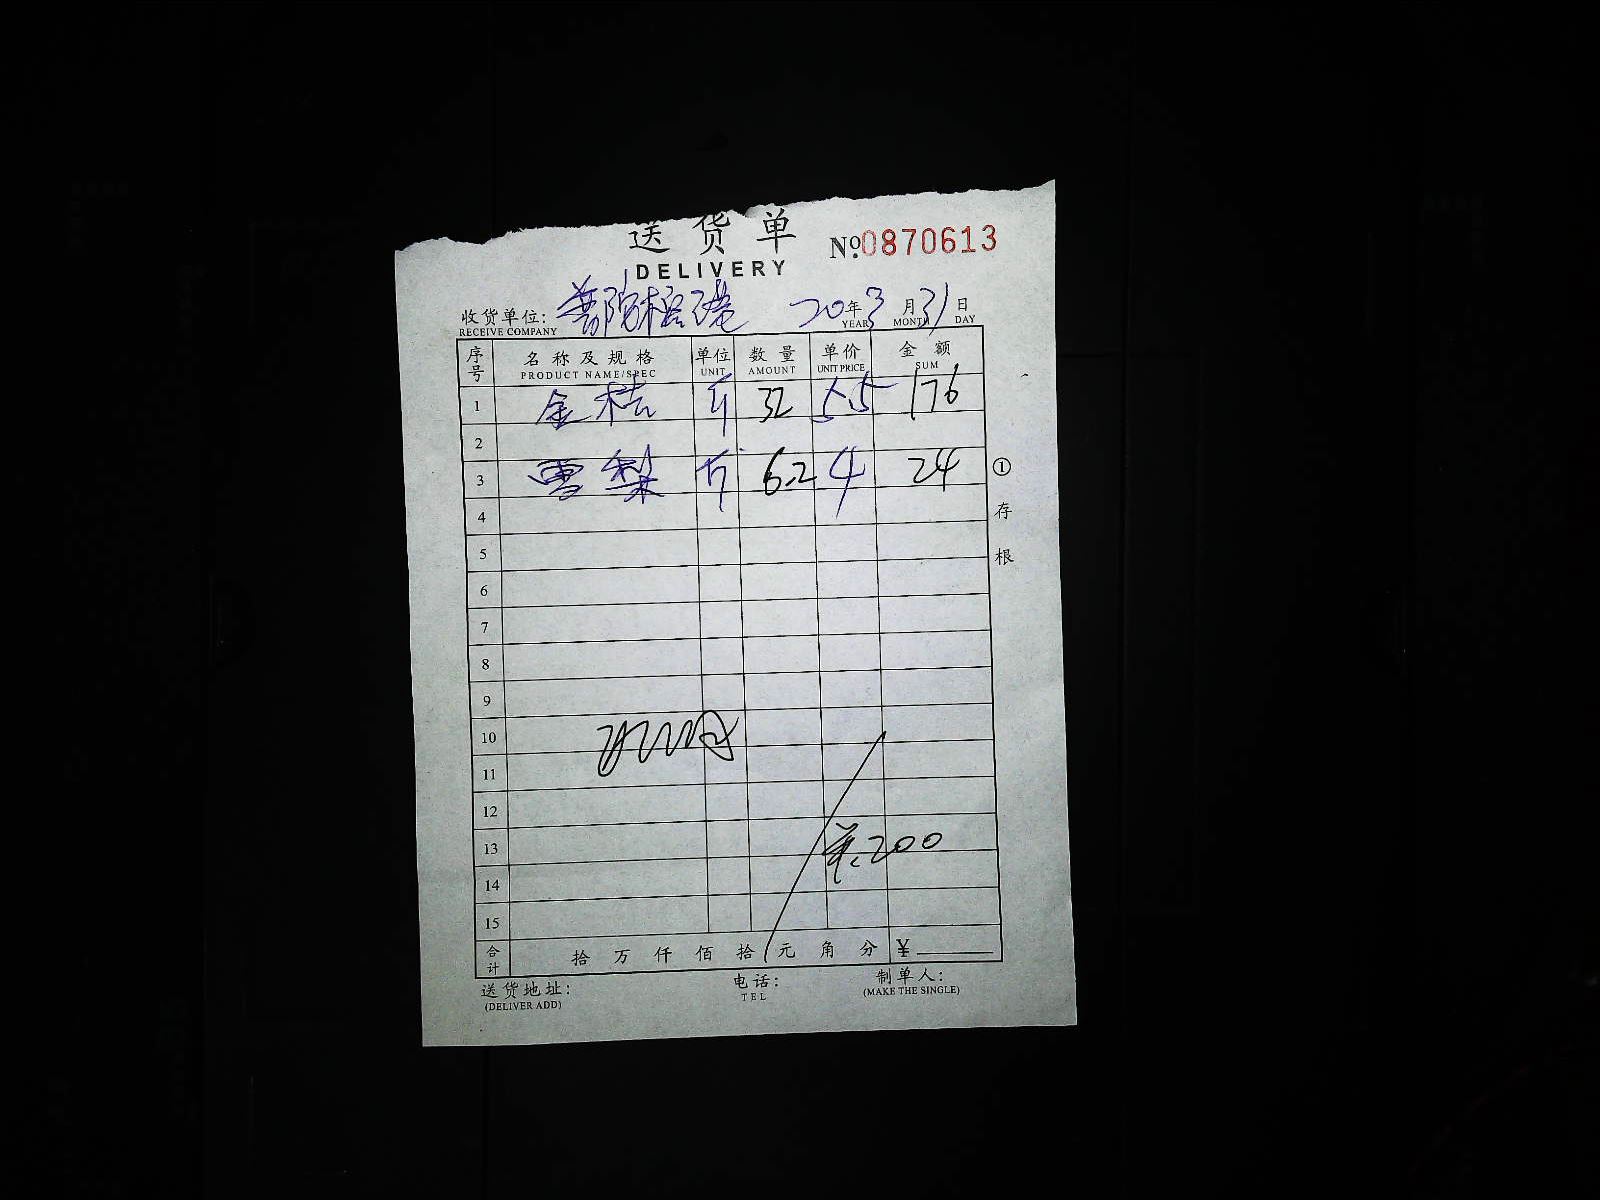 送货单
DELIVERY
№.0870613
收货单位:
RECEIVE COMPANY
20年3月31日
YEAR MONTH DAY
序号 名称及规格 单位 数量 单价 金额
PRODUCT NAME/SPEC UNIT AMOUNT UNIT PRICE SUM
1 金桔 斤 32 5.5 176
2
3 雪梨 斤 6.2 4 24
4
5
6
7
8
9
10
11
12
13 ¥:200
14
15
合计 拾 万 仟 佰 拾 元 角 分 ¥
送货地址: 电话: 制单人:
(DELIVER ADD) TEL (MAKE THE SINGLE)
①存根